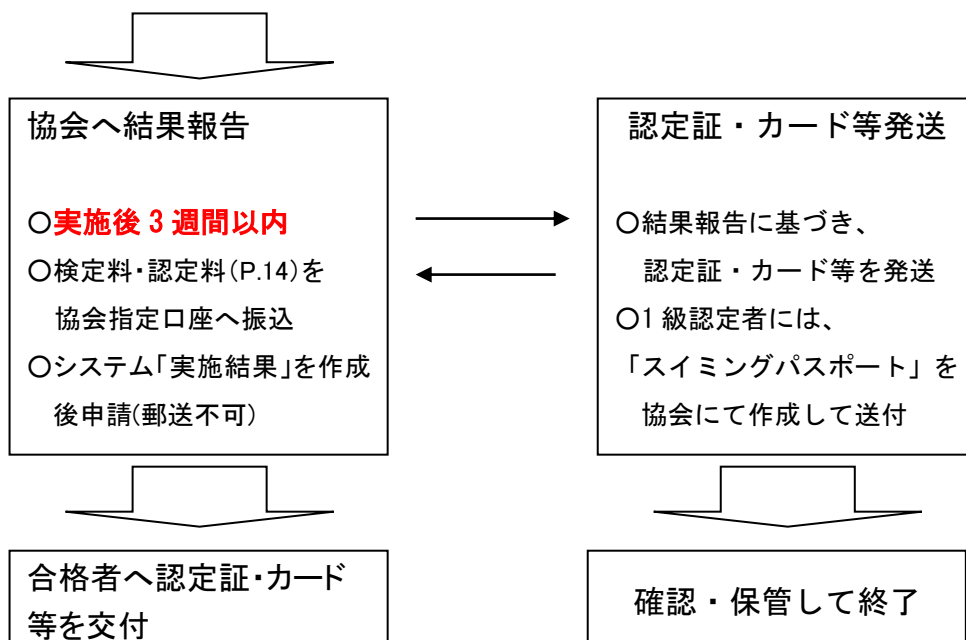 協会へ結果報告
○実施後 3 週間以内
○検定料・認定料(P.14)を
協会指定口座へ振込
○システム「実施結果」を作成
後申請(郵送不可)
認定証・カード等発送
○結果報告に基づき、
認定証・カード等を発送
○1 級認定者には、
「スイミングパスポート」を
協会にて作成して送付
合格者へ認定証・カード
等を交付
確認・保管して終了